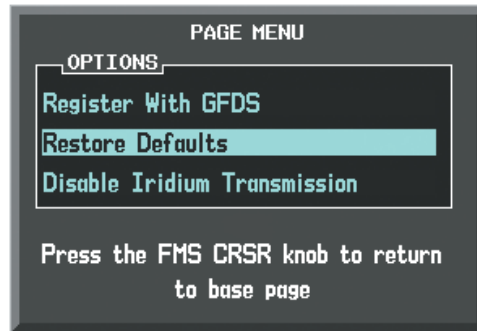 PAGE MENU
OPTIONS
Register With GFDS
Restore Defaults
Disable Iridium Transmission
Press the FMS CRSR knob to return
to base page